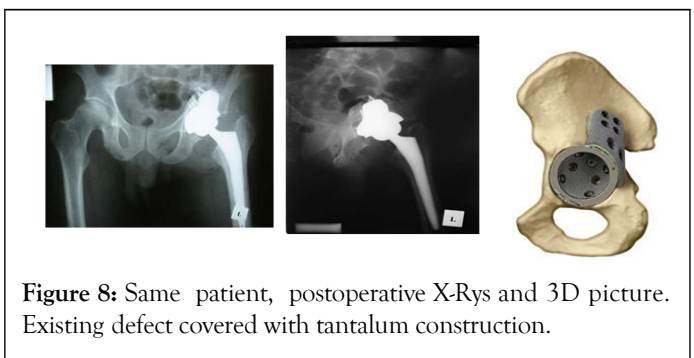 L
L
Figure 8: Same patient, postoperative X-Rys and 3D picture.
Existing defect covered with tantalum construction.